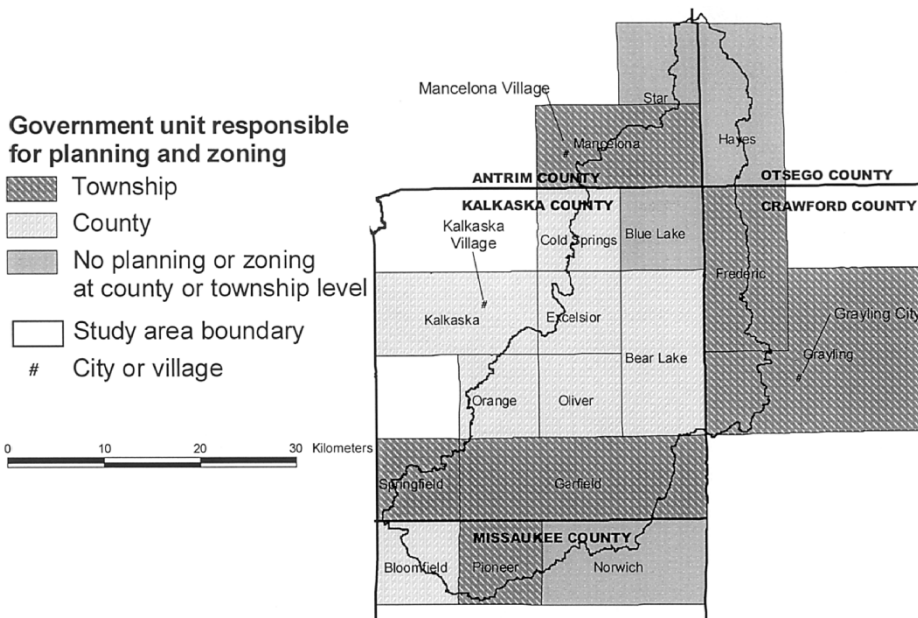 Government unit responsible
for planning and zoning
Township
County
No planning or zoning
at county or township level
Study area boundary
# City or village
0 10 20 30 Kilometers
Mancelona Village
Star
#
Mancelona
Hayes
ANTRIM COUNTY
OTSEGO COUNTY
KALKASKA COUNTY
CRAWFORD COUNTY
Kalkaska
Village
Cold Springs
Blue Lake
Frederic
#
Kalkaska
Excelsior
Grayling City
Bear Lake
Grayling
#
Orange
Oliver
Springfield
Garfield
MISSAUKEE COUNTY
Bloomfield
Pioneer
Norwich